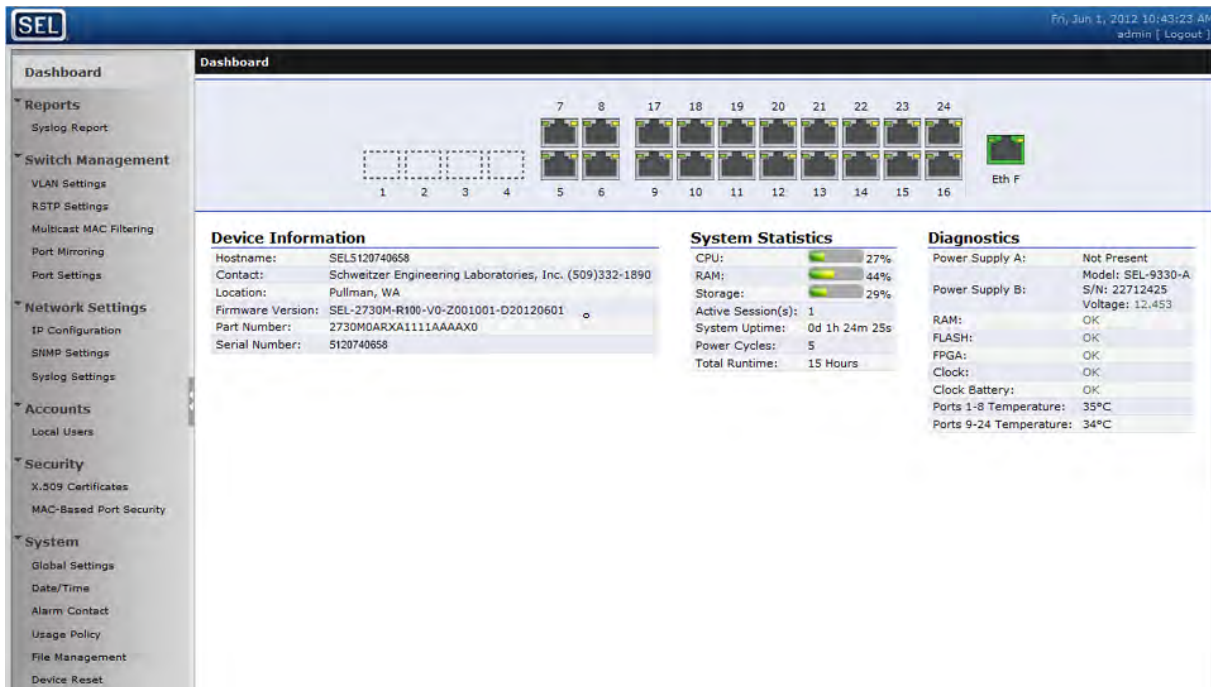 SEL
Fri, Jun 1, 2012 10:43:23 AM
admin [ Logout ]
Dashboard
Reports
Syslog Report
Switch Management
VLAN Settings
RSTP Settings
Multicast MAC Filtering
Port Mirroring
Port Settings
Network Settings
IP Configuration
SNMP Settings
Syslog Settings
Accounts
Local Users
Security
X.509 Certificates
MAC-Based Port Security
System
Global Settings
Date/Time
Alarm Contact
Usage Policy
File Management
Device Reset
Dashboard
7 8 17 18 19 20 21 22 23 24
1 2 3 4 5 6 9 10 11 12 13 14 15 16
Eth F
Device Information
Hostname: SEL5120740658
Contact: Schweitzer Engineering Laboratories, Inc. (509)332-1890
Location: Pullman, WA
Firmware Version: SEL-2730M-R100-V0-Z001001-D20120601
Part Number: 2730M0ARXA1111AAAAX0
Serial Number: 5120740658
System Statistics
CPU: 27%
RAM: 44%
Storage: 29%
Active Session(s): 1
System Uptime: 0d 1h 24m 25s
Power Cycles: 5
Total Runtime: 15 Hours
Diagnostics
Power Supply A: Not Present
Power Supply B: Model: SEL-9330-A
S/N: 22712425
Voltage: 12.453
RAM: OK
FLASH: OK
FPGA: OK
Clock: OK
Clock Battery: OK
Ports 1-8 Temperature: 35°C
Ports 9-24 Temperature: 34°C